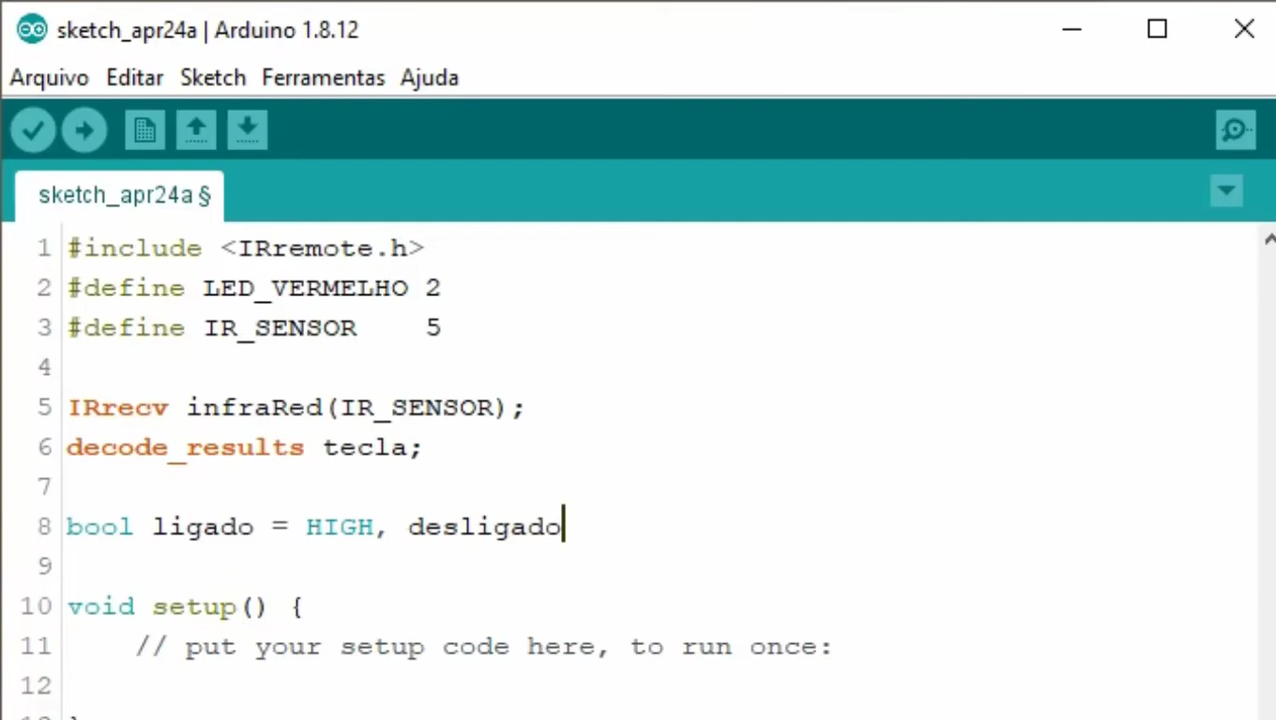 sketch_apr24a | Arduino 1.8.12
Arquivo Editar Sketch Ferramentas Ajuda
sketch_apr24a §
1 #include <IRremote.h>
2 #define LED_VERMELHO 2
3 #define IR_SENSOR    5
4
5 IRrecv infraRed(IR_SENSOR);
6 decode_results tecla;
7
8 bool ligado = HIGH, desligado
9
10 void setup() {
11     // put your setup code here, to run once:
12